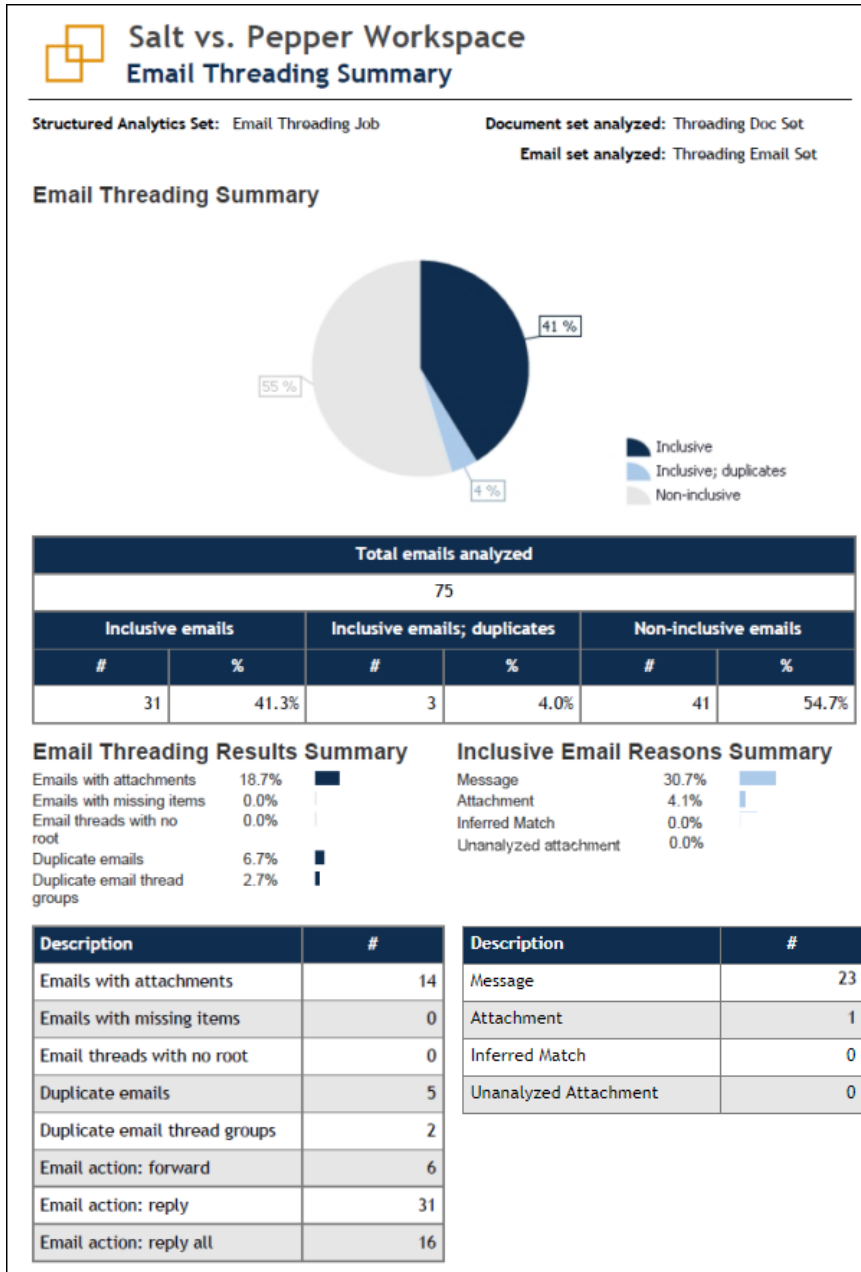 Salt vs. Pepper Workspace
Email Threading Summary
Structured Analytics Set: Email Threading Job
Document set analyzed: Threading Doc Set
Email set analyzed: Threading Email Set
Email Threading Summary
41 %
55 %
4 %
Inclusive
Inclusive; duplicates
Non-inclusive
Total emails analyzed
75
Inclusive emails Inclusive emails; duplicates Non-inclusive emails
# % # % # %
31 41.3% 3 4.0% 41 54.7%
Email Threading Results Summary
Emails with attachments 18.7%
Emails with missing items 0.0%
Email threads with no 0.0%
root
Duplicate emails 6.7%
Duplicate email thread 2.7%
groups
Inclusive Email Reasons Summary
Message 30.7%
Attachment 4.1%
Inferred Match 0.0%
Unanalyzed attachment 0.0%
Description #
Emails with attachments 14
Emails with missing items 0
Email threads with no root 0
Duplicate emails 5
Duplicate email thread groups 2
Email action: forward 6
Email action: reply 31
Email action: reply all 16
Description #
Message 23
Attachment 1
Inferred Match 0
Unanalyzed Attachment 0